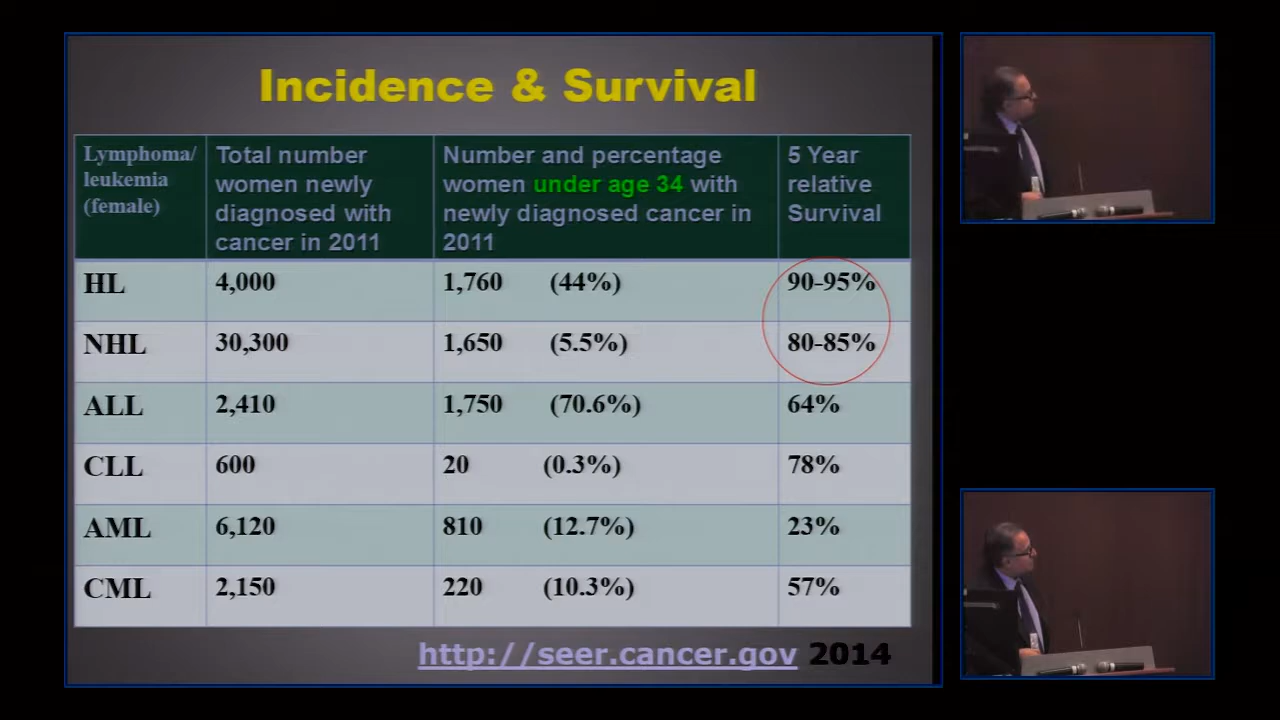 Incidence & Survival
Lymphoma/
leukemia
(female)
Total number
women newly
diagnosed with
cancer in 2011
Number and percentage
women under age 34 with
newly diagnosed cancer in
2011
5 Year
relative
Survival
HL 4,000 1,760 (44%) 90-95%
NHL 30,300 1,650 (5.5%) 80-85%
ALL 2,410 1,750 (70.6%) 64%
CLL 600 20 (0.3%) 78%
AML 6,120 810 (12.7%) 23%
CML 2,150 220 (10.3%) 57%
http://seer.cancer.gov 2014